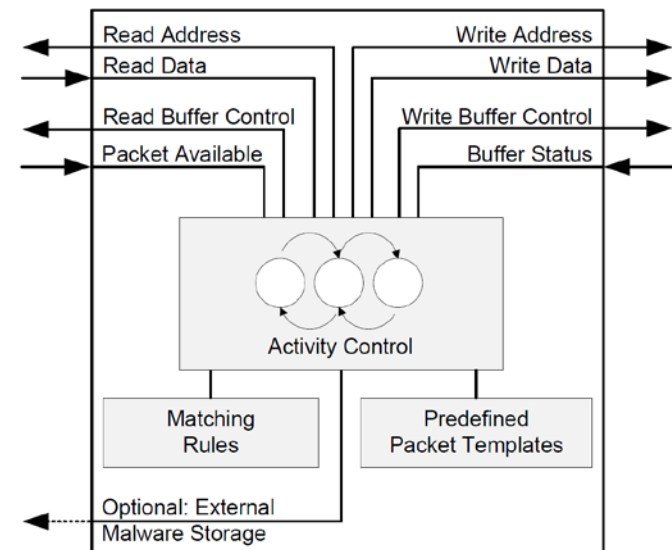 Read Address
Write Address
Read Data
Write Data
Read Buffer Control
Write Buffer Control
Packet Available
Buffer Status
Activity Control
Matching
Rules
Predefined
Packet Templates
Optional: External
Malware Storage